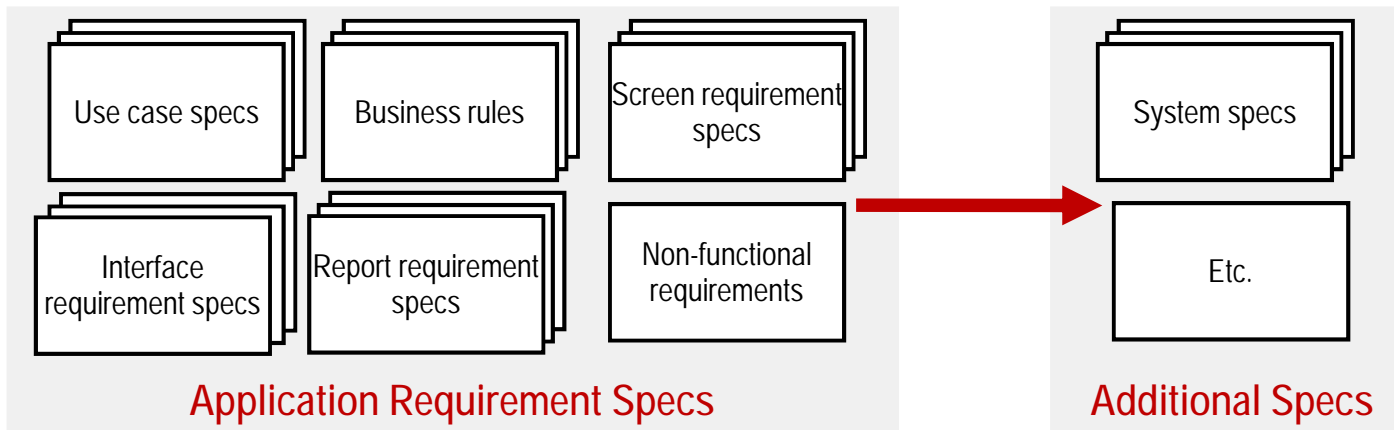 Use case specs
Business rules
Screen requirement
specs
Interface
requirement specs
Report requirement
specs
Non-functional
requirements
Application Requirement Specs
System specs
Etc.
Additional Specs